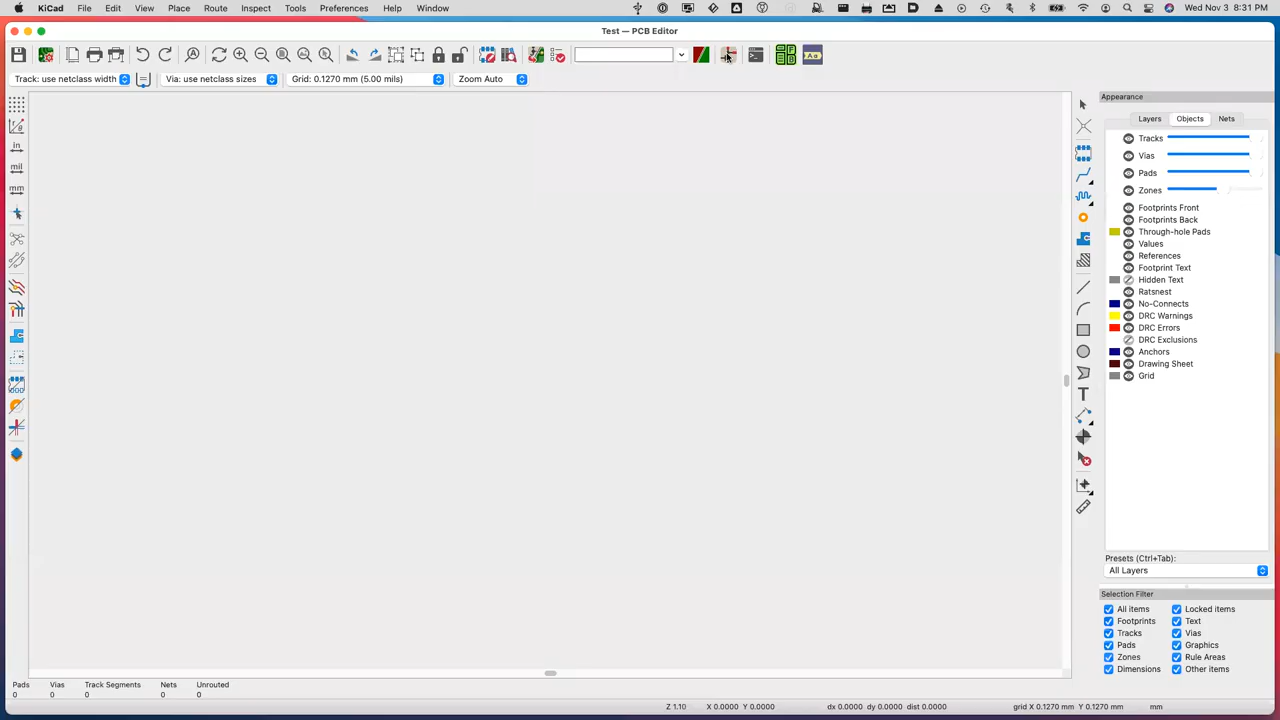 KiCad File Edit View Place Route Inspect Tools Preferences Help Window Wed Nov 3 8:31 PM
Test — PCB Editor
Track: use netclass width Via: use netclass sizes Grid: 0.1270 mm (5.00 mils) Zoom Auto
in
mil
mm
Appearance
Layers Objects Nets
Tracks
Vias
Pads
Zones
Footprints Front
Footprints Back
Through-hole Pads
Values
References
Footprint Text
Hidden Text
Ratsnest
No-Connects
DRC Warnings
DRC Errors
DRC Exclusions
Anchors
Drawing Sheet
Grid
Presets (Ctrl+Tab):
All Layers
Selection Filter
All items Locked items
Footprints Text
Tracks Vias
Pads Graphics
Zones Rule Areas
Dimensions Other items
Pads Vias Track Segments Nets Unrouted
0 0 0 0 0
Z 1.10 X 0.0000 Y 0.0000 dx 0.0000 dy 0.0000 dist 0.0000 grid X 0.1270 Y 0.1270 mm